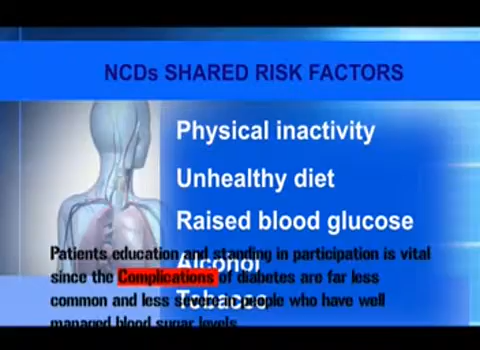 NCDs SHARED RISK FACTORS
Physical inactivity
Unhealthy diet
Raised blood glucose
Alcohol
Tobacco
Patients education and standing in participation is vital
since the Complications of diabetes are far less
common and less severe in people who have well
managed blood sugar levels